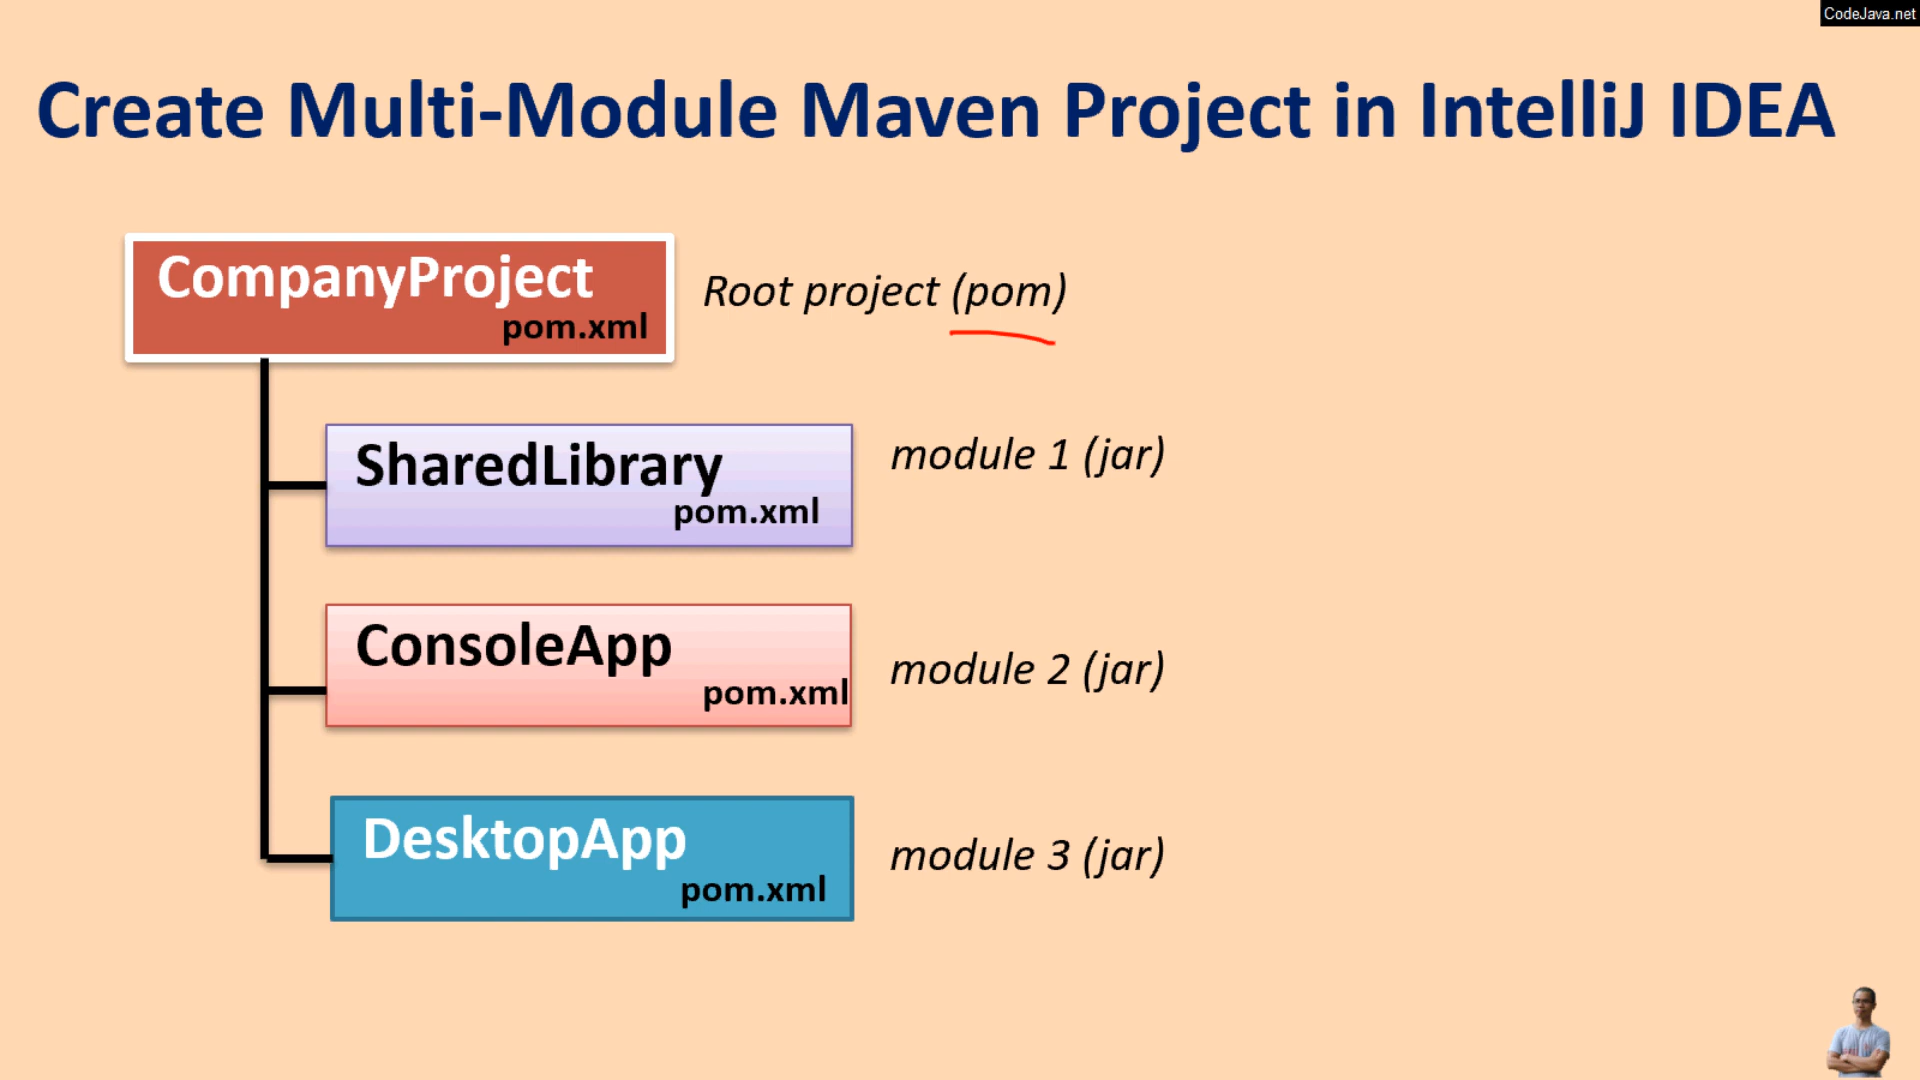 CodeJava.net
Create Multi-Module Maven Project in IntelliJ IDEA
CompanyProject
pom.xml
Root project (pom)
SharedLibrary
pom.xml
module 1 (jar)
ConsoleApp
pom.xml
module 2 (jar)
DesktopApp
pom.xml
module 3 (jar)